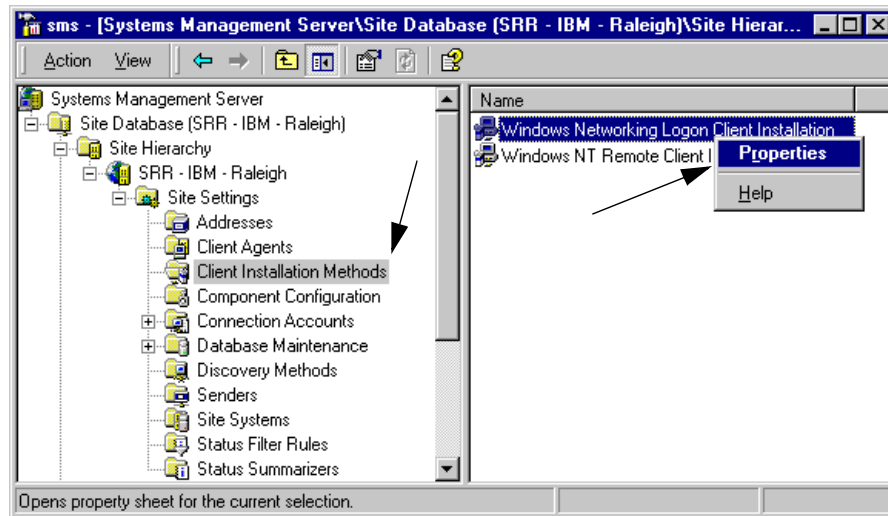 sms - [Systems Management Server\Site Database (SRR - IBM - Raleigh)\Site Hierar...
Action View
Systems Management Server
Site Database (SRR - IBM - Raleigh)
Site Hierarchy
SRR - IBM - Raleigh
Site Settings
Addresses
Client Agents
Client Installation Methods
Component Configuration
Connection Accounts
Database Maintenance
Discovery Methods
Senders
Site Systems
Status Filter Rules
Status Summarizers
Name
Windows Networking Logon Client Installation
Windows NT Remote Client I
Properties
Help
Opens property sheet for the current selection.